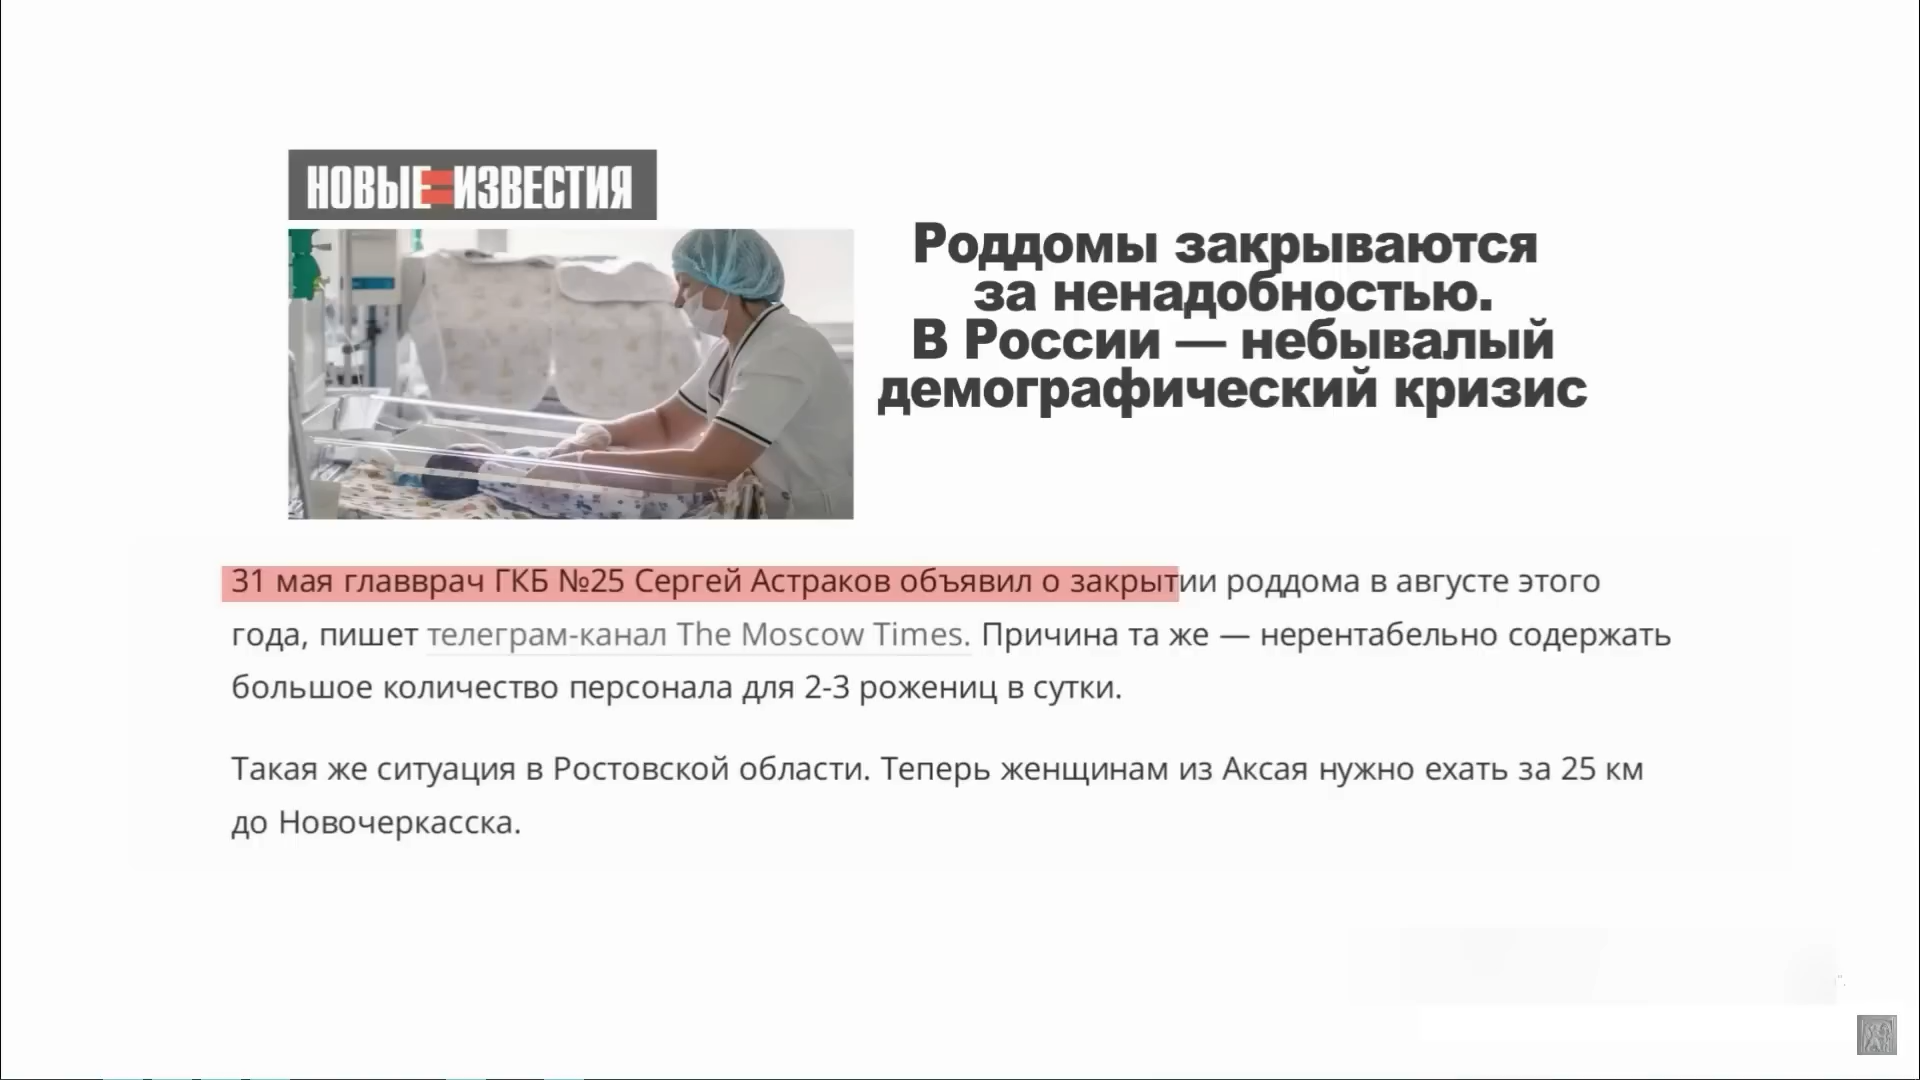 НОВЫЕ ИЗВЕСТИЯ
Роддомы закрываются
за ненадобностью.
В России — небывалый
демографический кризис
31 мая главврач ГКБ №25 Сергей Астраков объявил о закрытии роддома в августе этого
года, пишет телеграм-канал The Moscow Times. Причина та же — нерентабельно содержать
большое количество персонала для 2-3 рожениц в сутки.
Такая же ситуация в Ростовской области. Теперь женщинам из Аксая нужно ехать за 25 км
до Новочеркасска.